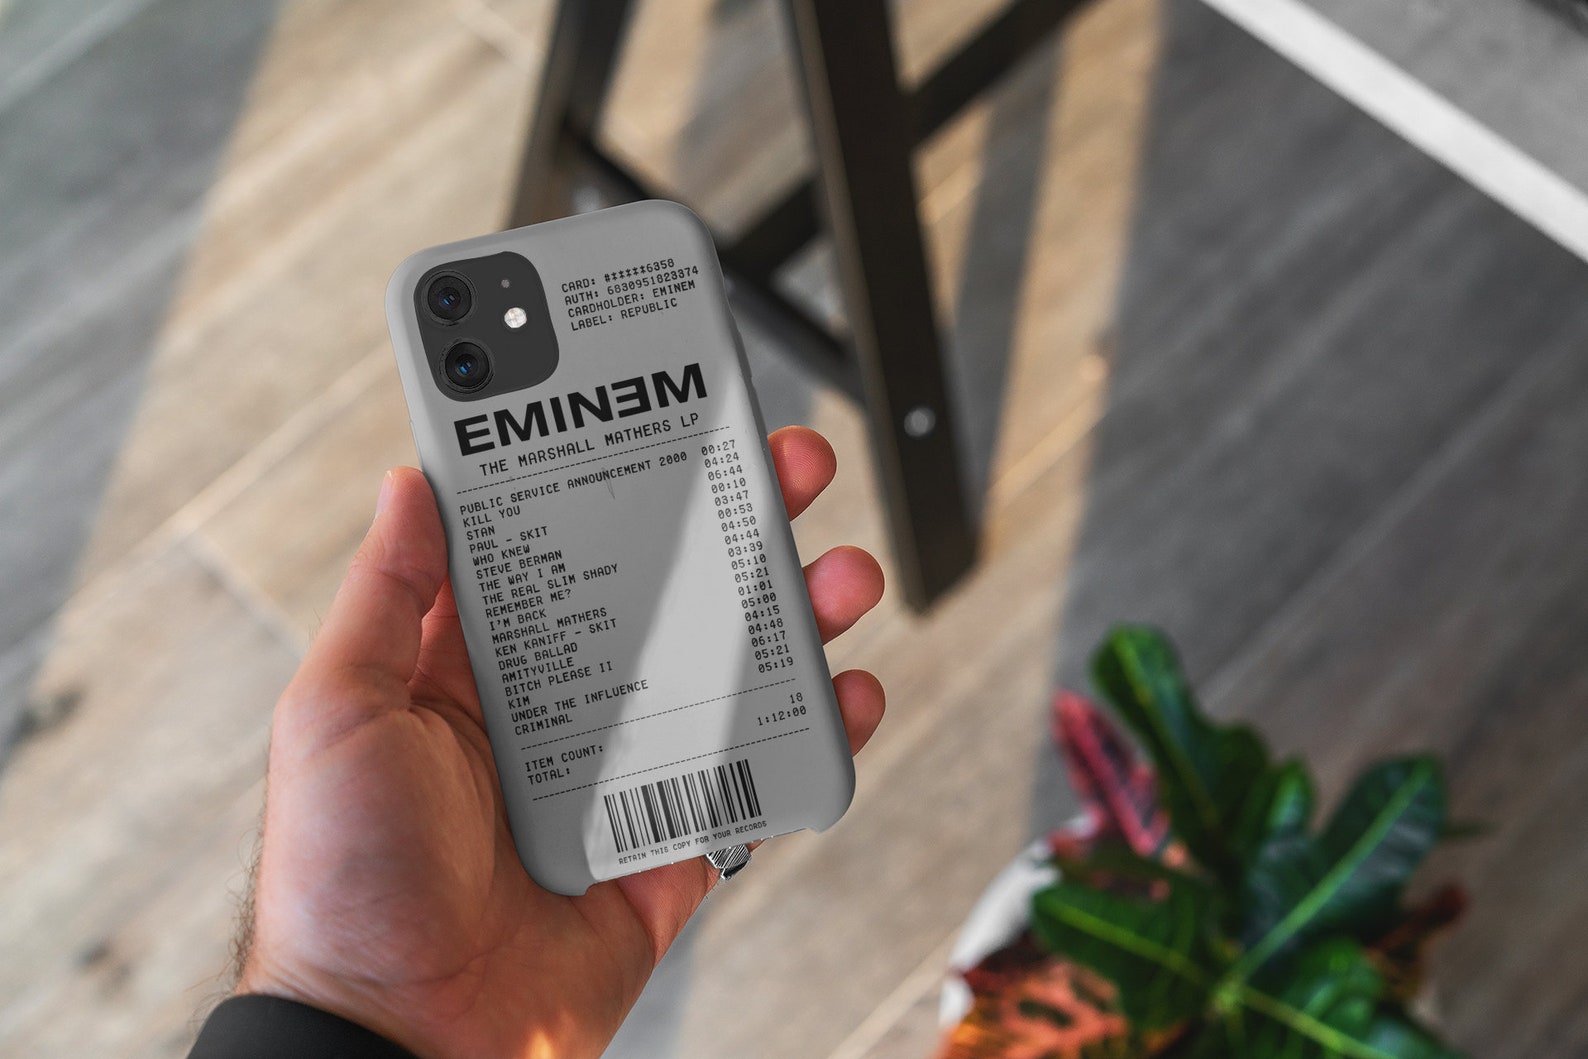 CARD: ******6358
AUTH: 6830951823374
CARDHOLDER: EMINEM
LABEL: REPUBLIC
EMINƎM
THE MARSHALL MATHERS LP
PUBLIC SERVICE ANNOUNCEMENT 2000 00:27
KILL YOU 04:24
STAN 06:44
PAUL - SKIT 00:10
WHO KNEW 03:47
STEVE BERMAN 00:53
THE WAY I AM 04:50
THE REAL SLIM SHADY 04:44
REMEMBER ME? 03:39
I'M BACK 05:10
MARSHALL MATHERS 05:21
KEN KANIFF - SKIT 01:01
DRUG BALLAD 05:00
AMITYVILLE 04:15
BITCH PLEASE II 04:48
KIM 06:17
UNDER THE INFLUENCE 05:21
CRIMINAL 05:19
ITEM COUNT: 18
TOTAL: 1:12:00
RETAIN THIS COPY FOR YOUR RECORDS